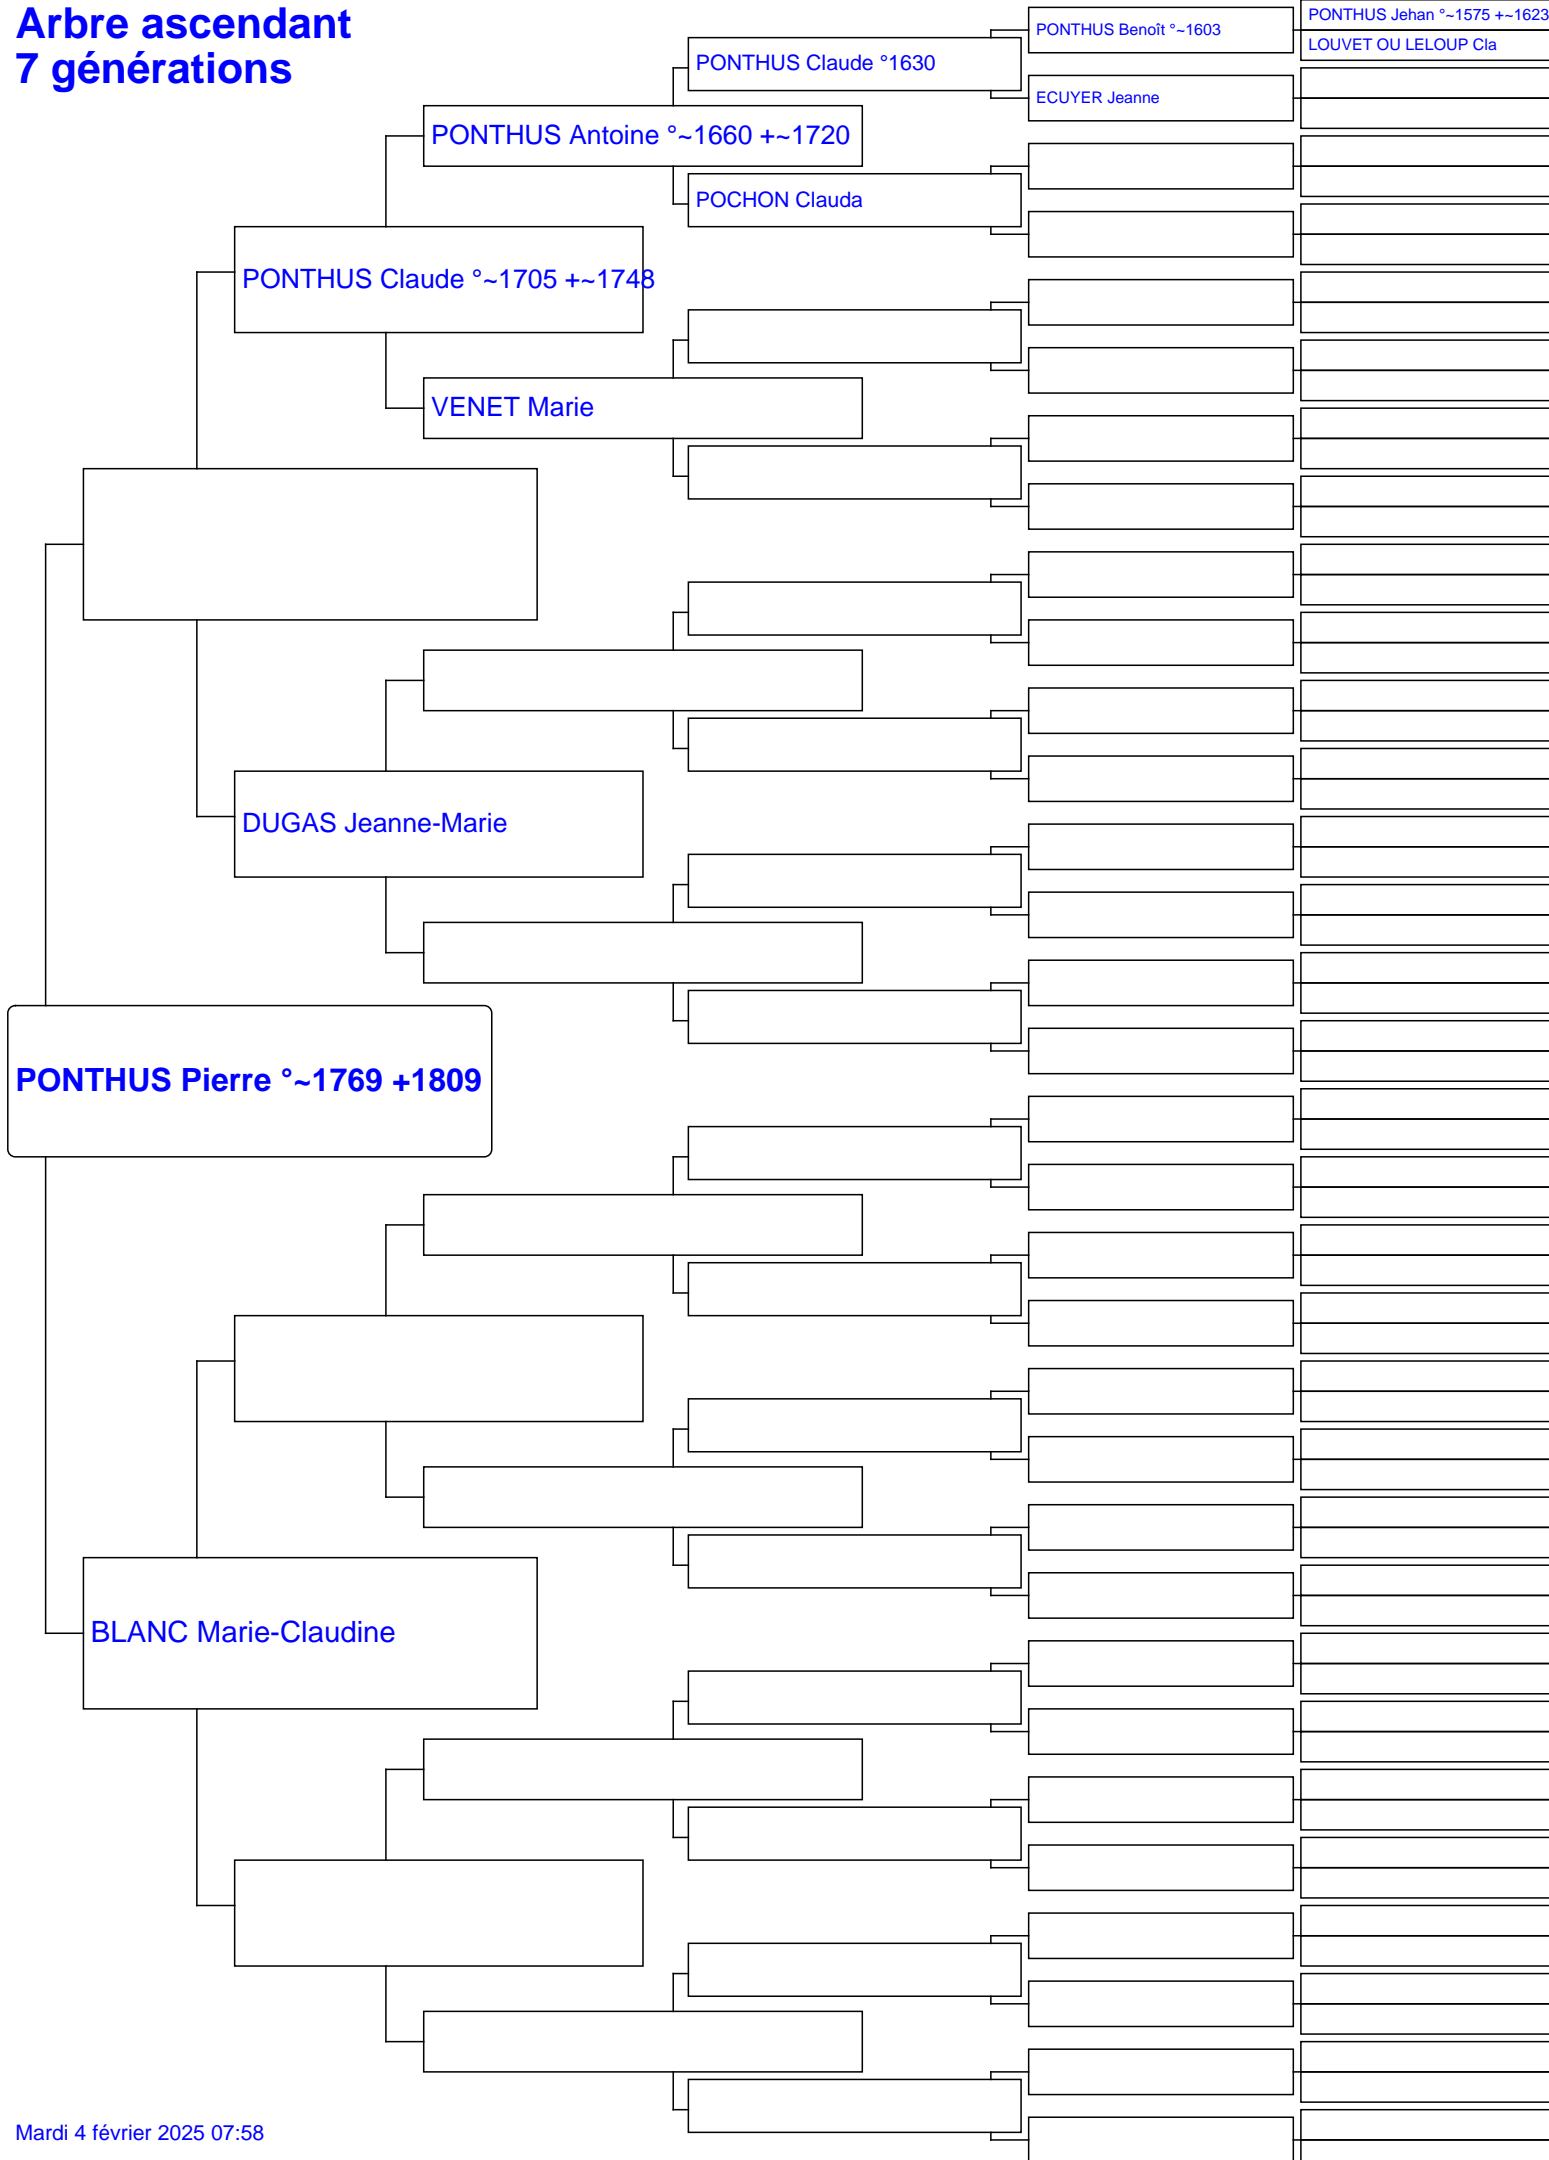 Arbre ascendant
7 générations
PONTHUS Jehan °~1575 +~1623
PONTHUS Benoît °~1603
LOUVET OU LELOUP Cla
PONTHUS Claude °1630
ECUYER Jeanne
PONTHUS Antoine °~1660 +~1720
POCHON Clauda
PONTHUS Claude °~1705 +~1748
VENET Marie
DUGAS Jeanne-Marie
PONTHUS Pierre °~1769 +1809
BLANC Marie-Claudine
Mardi 4 février 2025 07:58